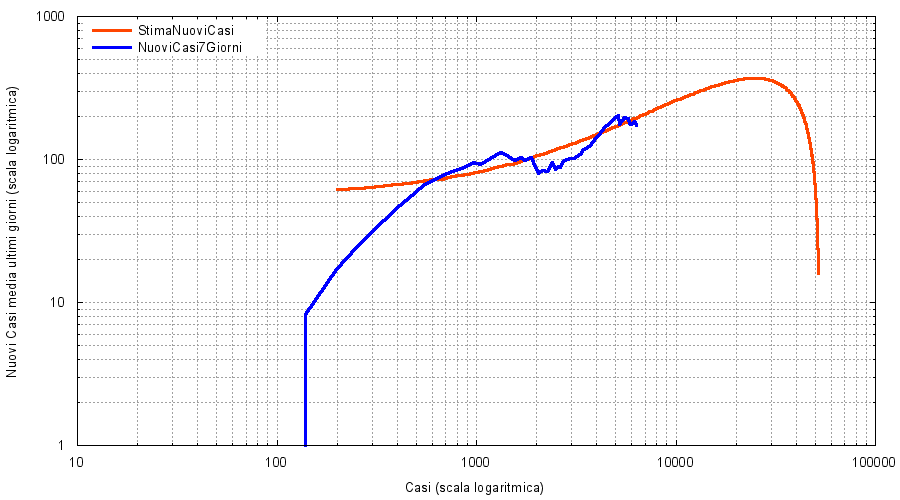 1000
StimaNuoviCasi
NuoviCasi7Giorni
100
10
1
Nuovi Casi media ultimi giorni (scala logaritmica)
10
100
1000
10000
100000
Casi (scala logaritmica)